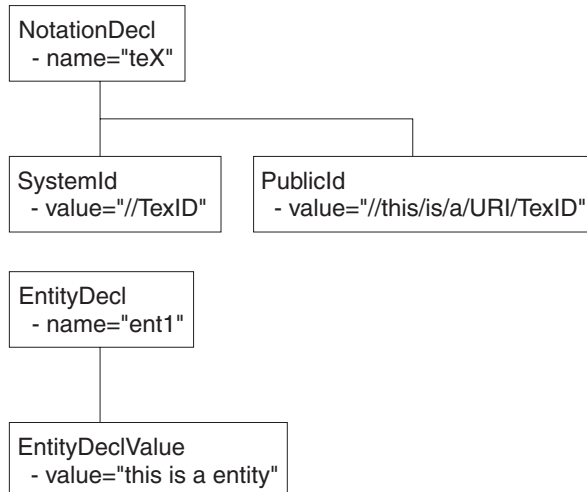 NotationDecl
- name="teX"
SystemId
- value="//TexID"
PublicId
- value="//this/is/a/URI/TexID"
EntityDecl
- name="ent1"
EntityDeclValue
- value="this is a entity"